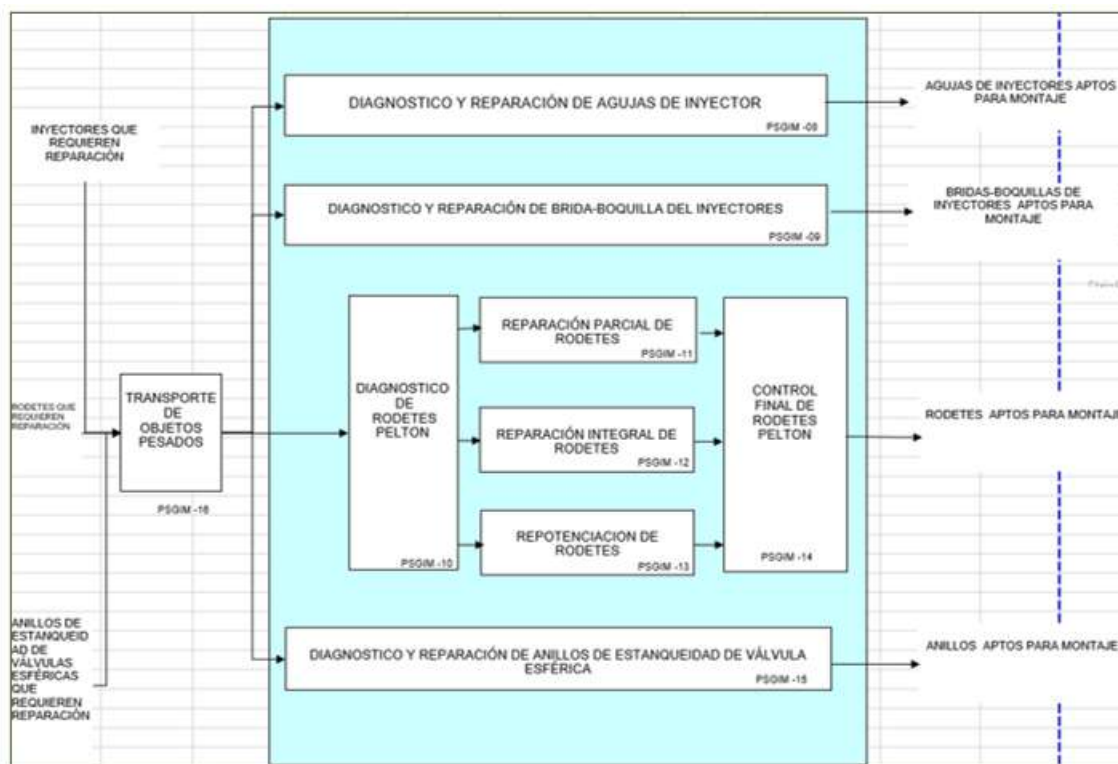 INYECTORES QUE
REQUIEREN
REPARACIÓN
RODETES QUE
REQUIEREN
REPARACIÓN
ANILLOS DE
ESTANQUEID
AD DE
VÁLVULAS
ESFÉRICAS
QUE
REQUIEREN
REPARACIÓN
TRANSPORTE
DE
OBJETOS
PESADOS
PSGIM -16
DIAGNOSTICO Y REPARACIÓN DE AGUJAS DE INYECTOR
PSGIM -08
DIAGNOSTICO Y REPARACIÓN DE BRIDA-BOQUILLA DEL INYECTORES
PSGIM -09
DIAGNOSTICO
DE
RODETES
PELTON
PSGIM -10
REPARACIÓN PARCIAL DE
RODETES
PSGIM -11
REPARACIÓN INTEGRAL DE
RODETES
PSGIM -12
REPOTENCIACION DE
RODETES
PSGIM -13
CONTROL
FINAL DE
RODETES
PELTON
PSGIM -14
DIAGNOSTICO Y REPARACIÓN DE ANILLOS DE ESTANQUEIDAD DE VÁLVULA
ESFÉRICA
PSGIM -15
AGUJAS DE INYECTORES APTOS
PARA MONTAJE
BRIDAS-BOQUILLAS DE
INYECTORES APTOS PARA
MONTAJE
RODETES APTOS PARA MONTAJE
ANILLOS APTOS PARA MONTAJE